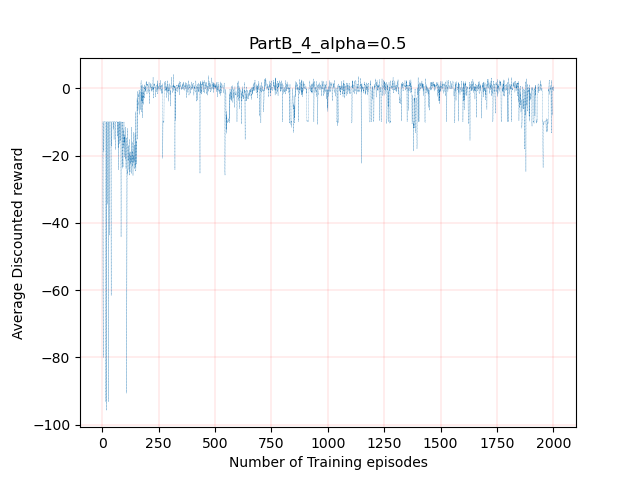 PartB_4_alpha=0.5
0
−20
−40
−60
−80
−100
Average Discounted reward
0 250 500 750 1000 1250 1500 1750 2000
Number of Training episodes